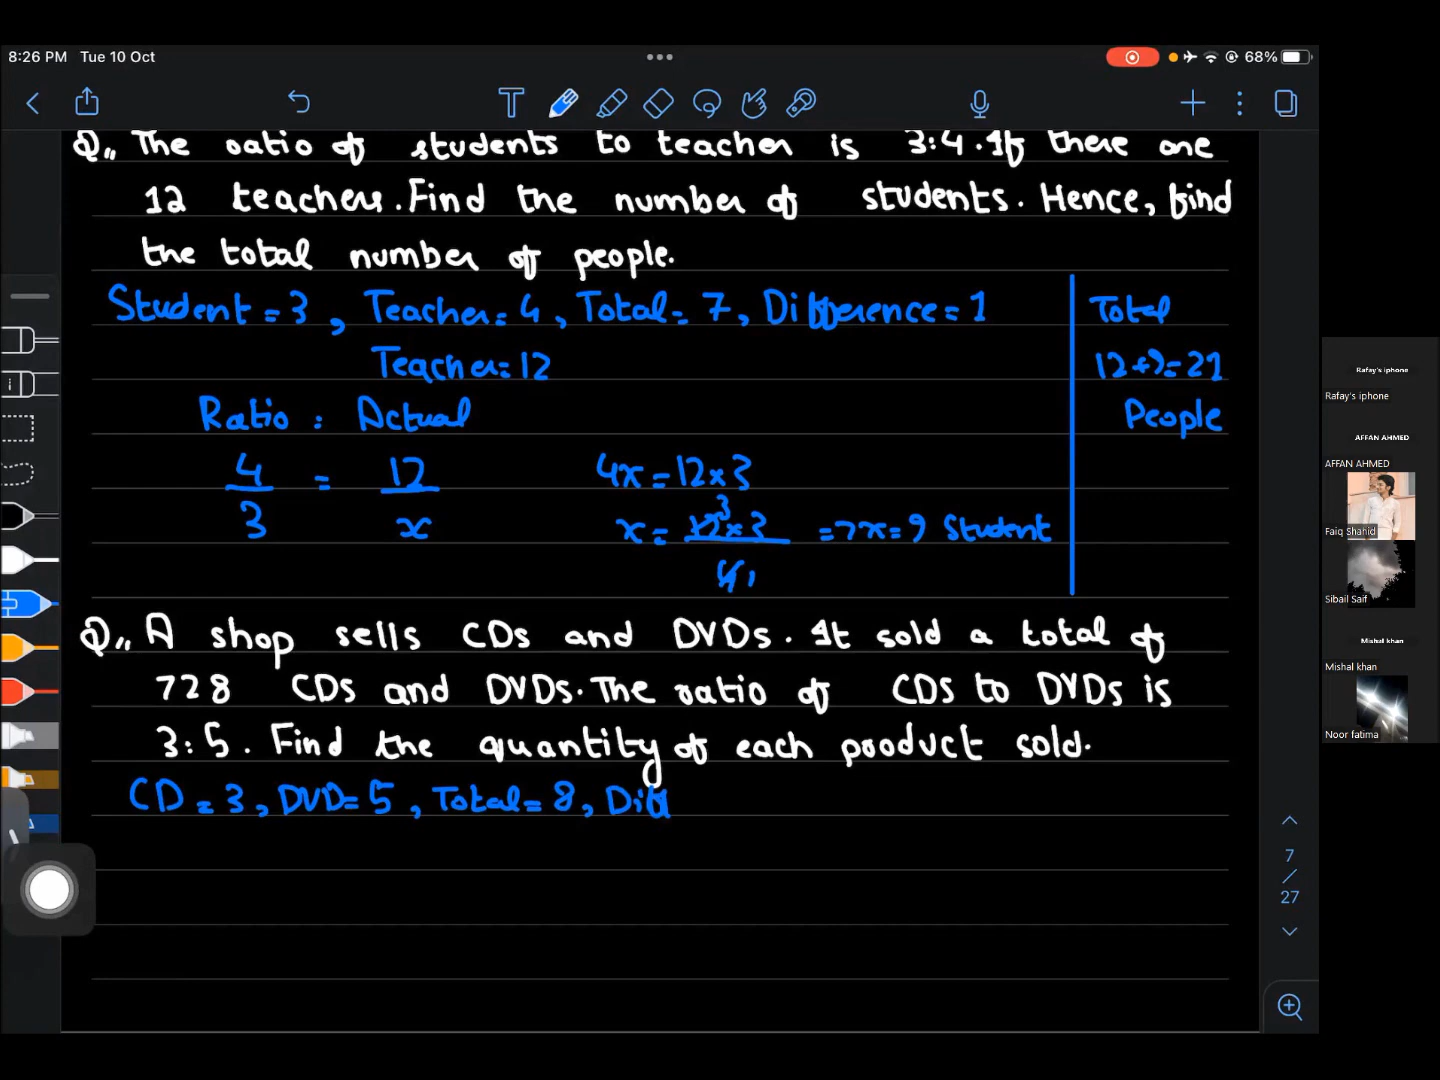 8:26 PM Tue 10 Oct
68%
Q,, The ratio of students to teacher is 3:4. If there are
12 teachers. Find the number of students. Hence, find
the total number of people.
Student = 3, Teacher = 4, Total = 7, Difference = 1
Teacher = 12
Ratio : Actual
4/3 = 12/x
4x = 12 × 3
x = 12 3 × 3 / 4 1 = 7x = 9 Student
Total
12 + 9 = 21
People
Q,, A shop sells CDs and DVDs. It sold a total of
728 CDs and DVDs. The ratio of CDs to DVDs is
3:5. Find the quantity of each product sold.
CD = 3, DVD = 5, Total = 8, Diff
7
/
27
Rafay's iphone
Rafay's iphone
AFFAN AHMED
AFFAN AHMED
Faiq Shahid
Sibail Saif
Mishal khan
Mishal khan
Noor fatima